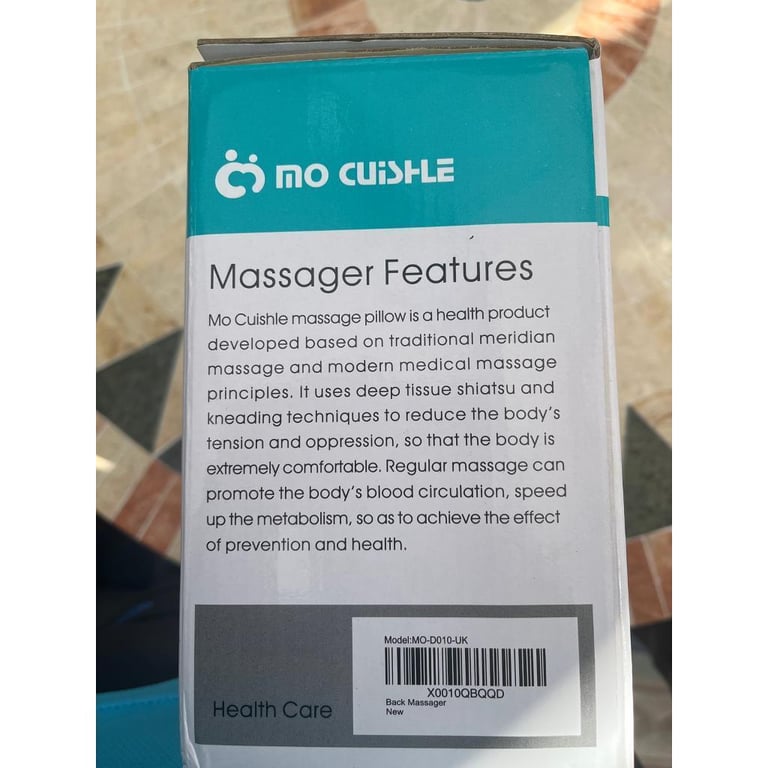 MO CUISHLE
Massager Features
Mo Cuishle massage pillow is a health product
developed based on traditional meridian
massage and modern medical massage
principles. It uses deep tissue shiatsu and
kneading techniques to reduce the body's
tension and oppression, so that the body is
extremely comfortable. Regular massage can
promote the body's blood circulation, speed
up the metabolism, so as to achieve the effect
of prevention and health.
Model:MO-D010-UK
X0010QBQQD
Back Massager
New
Health Care